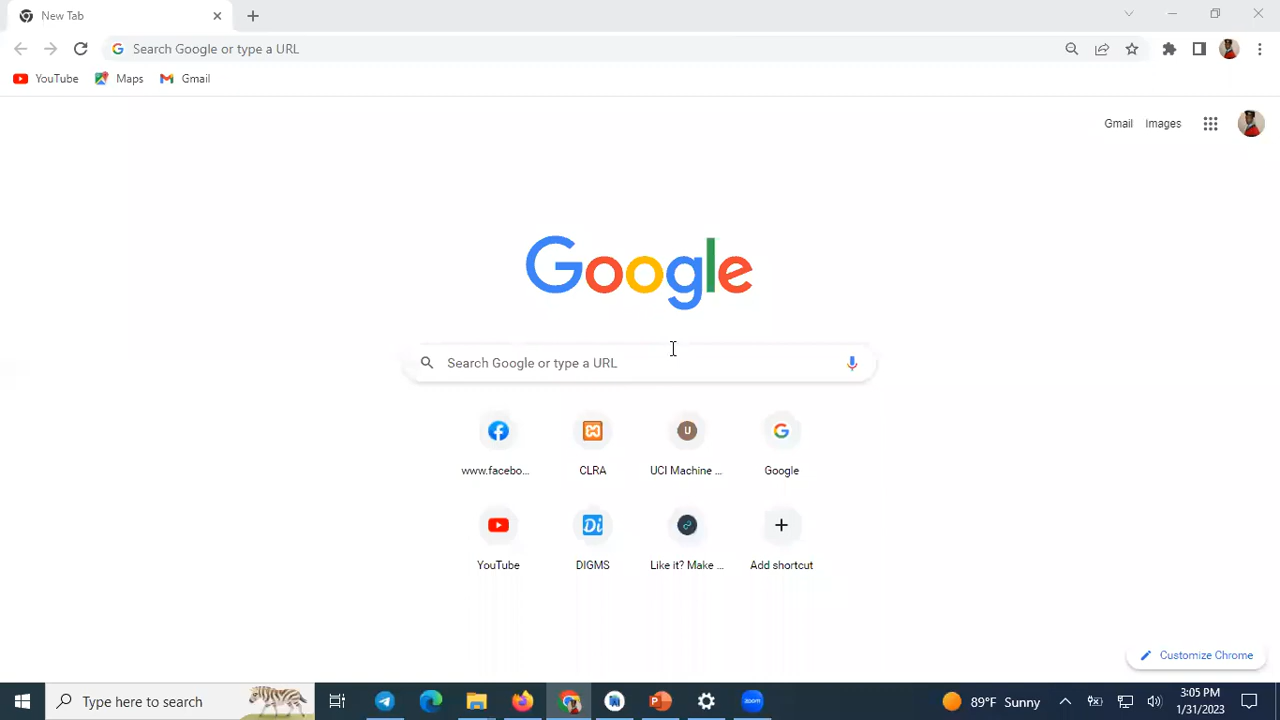 New Tab
Search Google or type a URL
YouTube Maps Gmail
Gmail Images
Google
Search Google or type a URL
www.facebo... CLRA UCI Machine ... Google
YouTube DIGMS Like it? Make ... Add shortcut
Customize Chrome
Type here to search
89°F Sunny
3:05 PM
1/31/2023